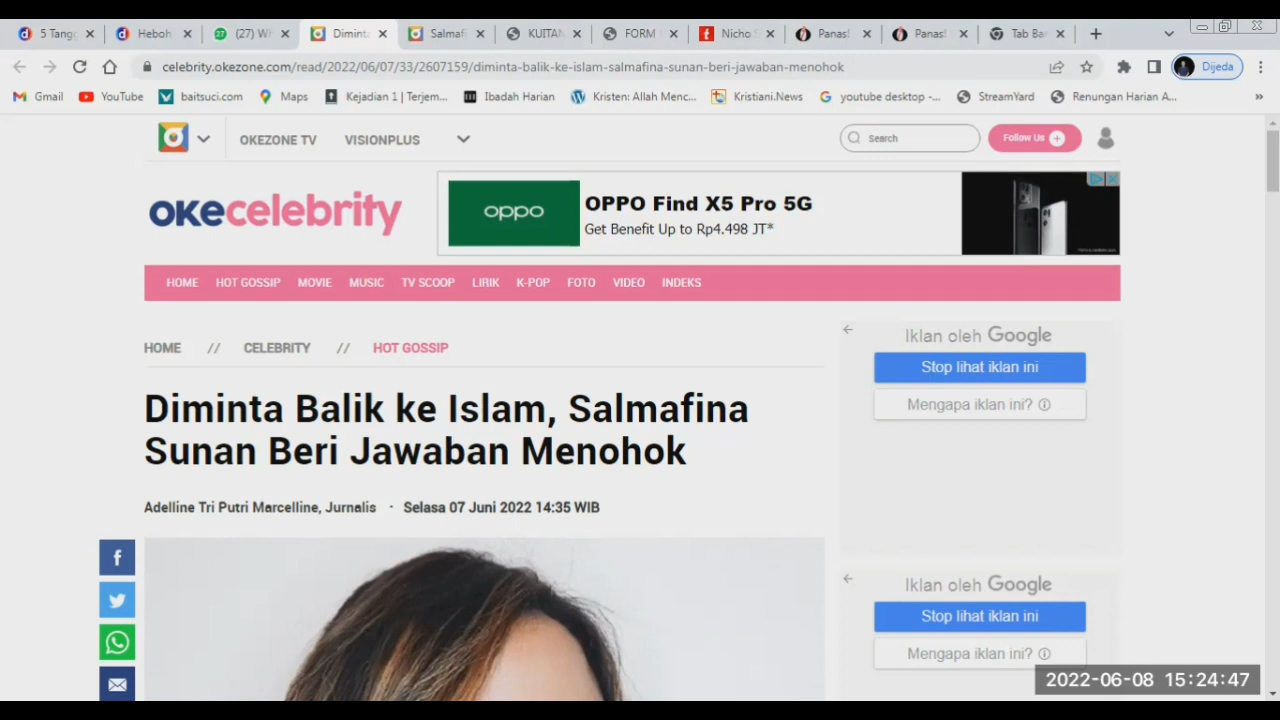 5 Tangg
Heboh
(27) Wh
Diminta
Salmafi
KUITAN
FORM
Nicho S
Panas!
Panas!
Tab Bar
celebrity.okezone.com/read/2022/06/07/33/2607159/diminta-balik-ke-islam-salmafina-sunan-beri-jawaban-menohok
Dijeda
Gmail
YouTube
baitsuci.com
Maps
Kejadian 1 | Terjem...
Ibadah Harian
Kristen: Allah Menc...
Kristiani.News
youtube desktop -...
StreamYard
Renungan Harian A...
»
OKEZONE TV
VISIONPLUS
Search
Follow Us +
OKEcelebrity
oppo
OPPO Find X5 Pro 5G
Get Benefit Up to Rp4.498 JT*
HOME HOT GOSSIP MOVIE MUSIC TV SCOOP LIRIK K-POP FOTO VIDEO INDEKS
HOME // CELEBRITY // HOT GOSSIP
Diminta Balik ke Islam, Salmafina
Sunan Beri Jawaban Menohok
Adelline Tri Putri Marcelline, Jurnalis · Selasa 07 Juni 2022 14:35 WIB
Iklan oleh Google
Stop lihat iklan ini
Mengapa iklan ini?
Iklan oleh Google
Stop lihat iklan ini
Mengapa iklan ini?
2022-06-08 15:24:47